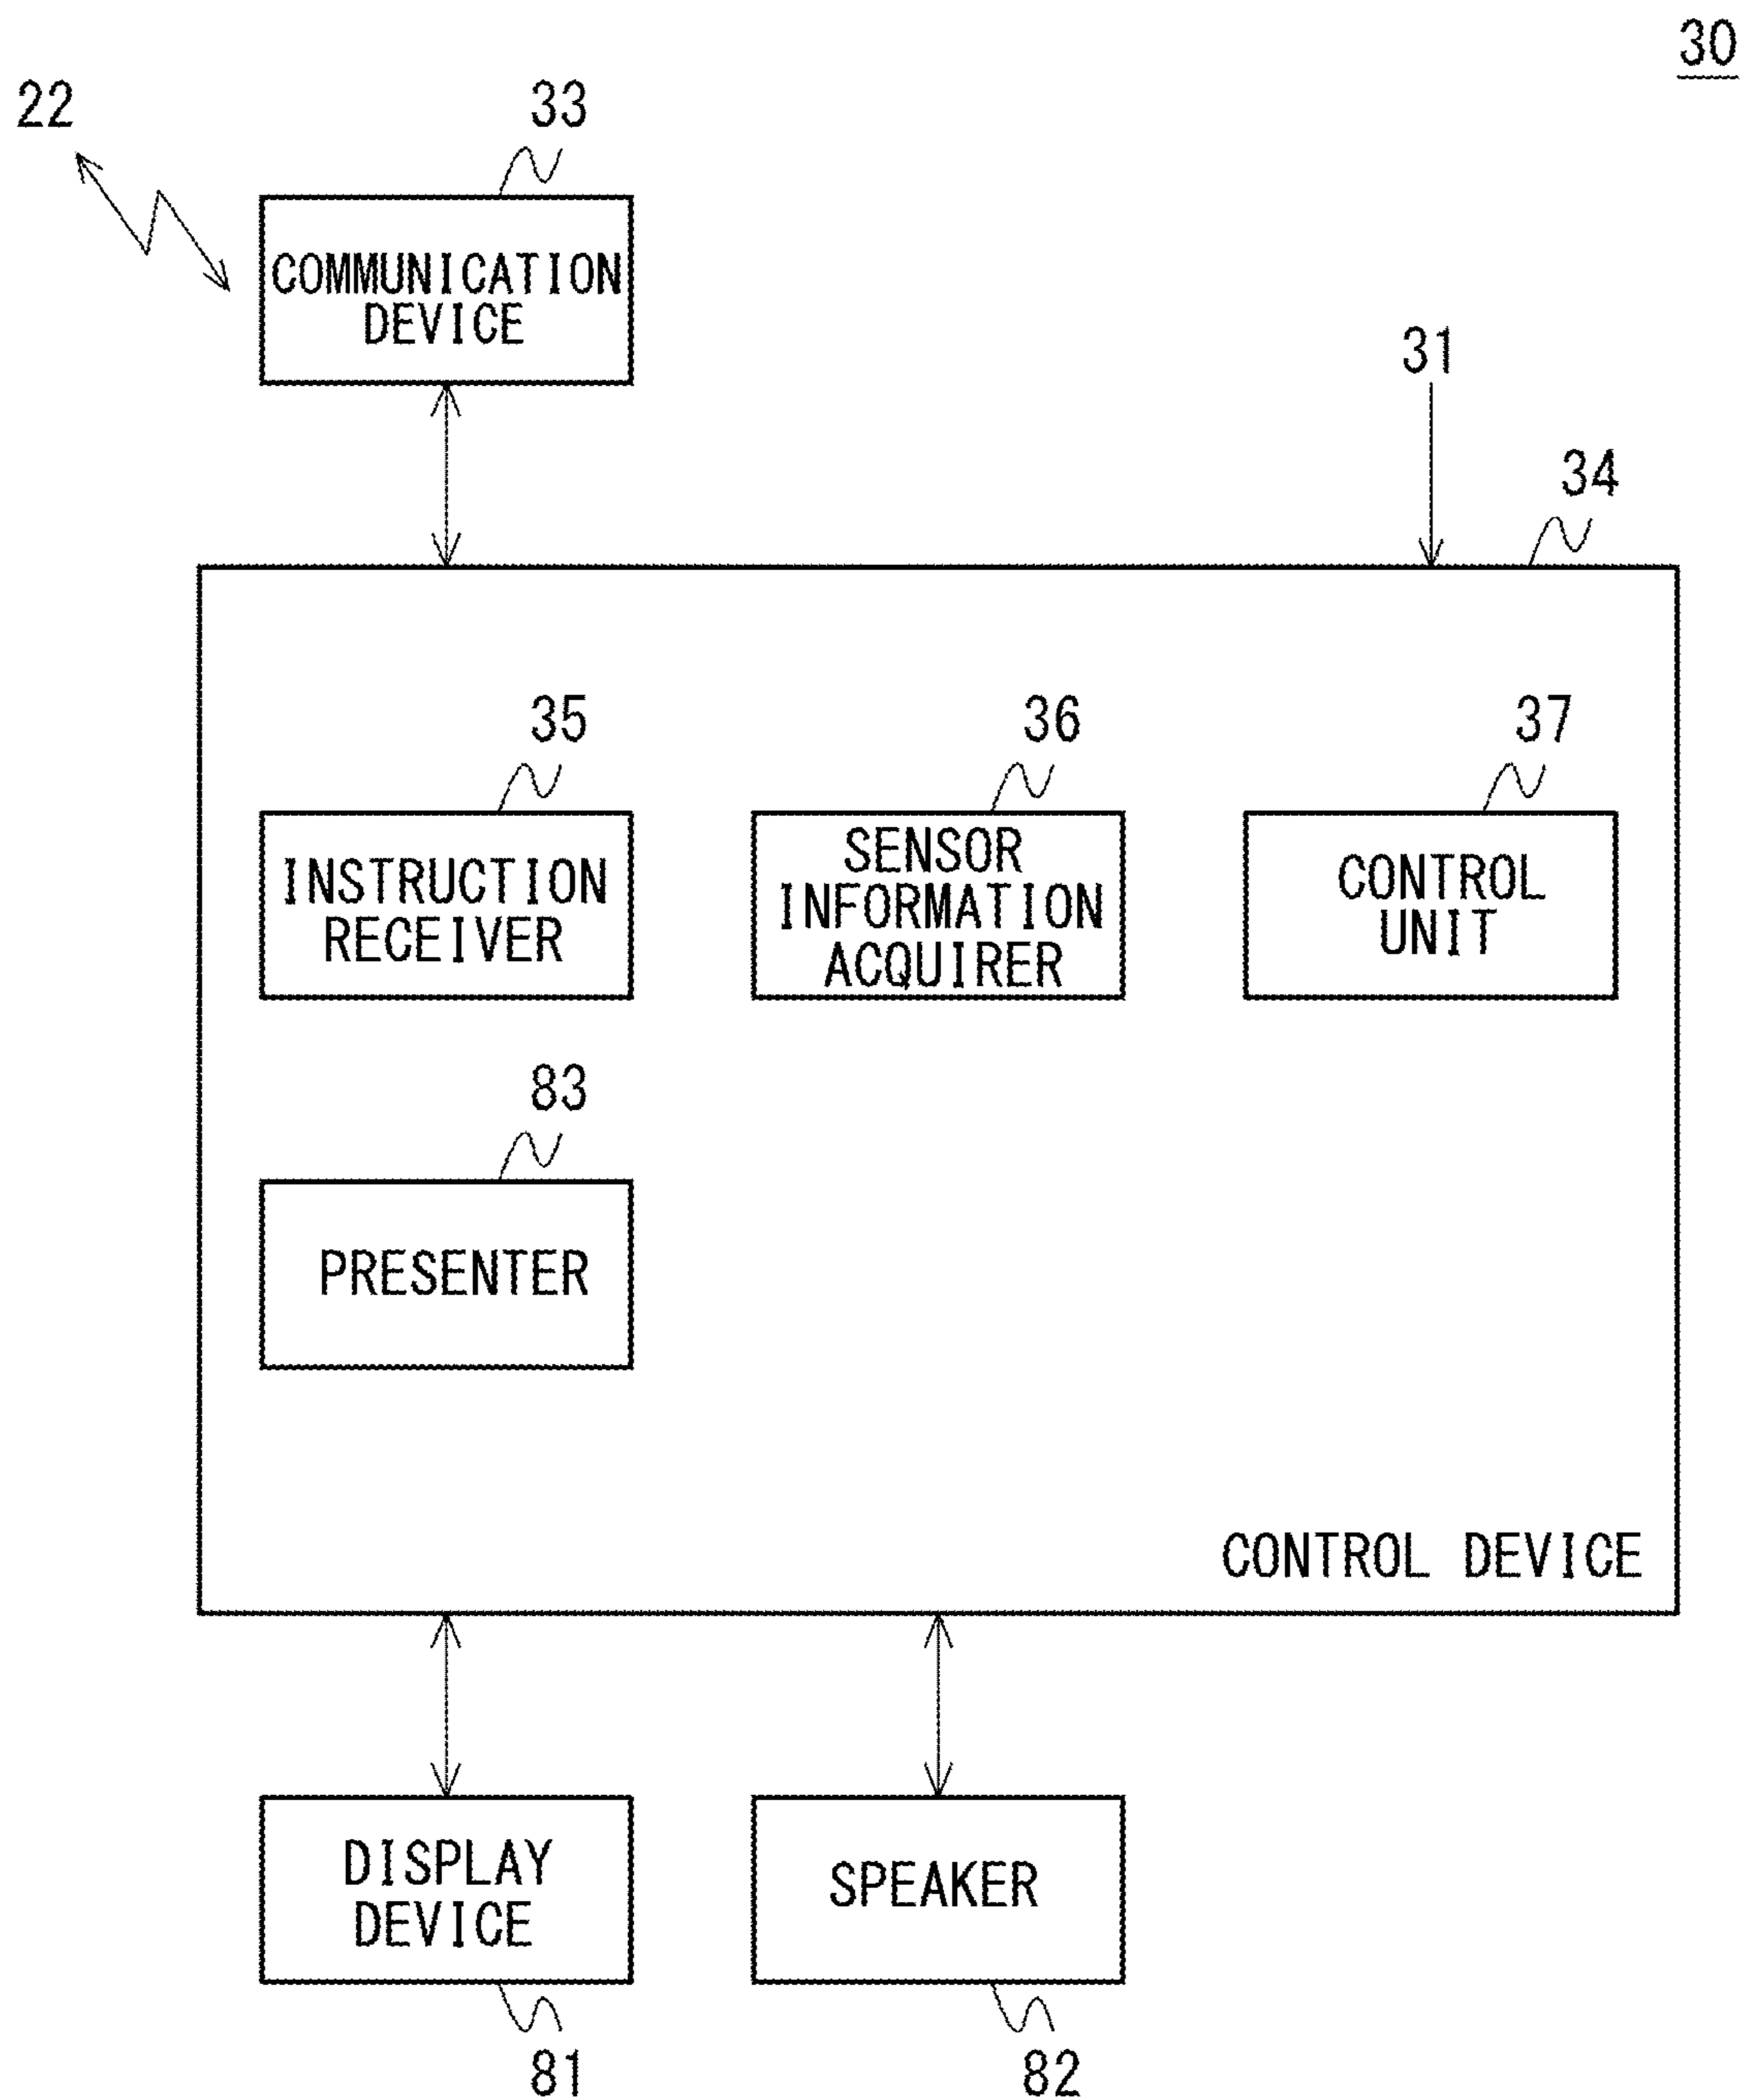 30
22
33
COMMUNICATION
DEVICE
31
34
35
36
37
INSTRUCTION
RECEIVER
SENSOR
INFORMATION
ACQUIRER
CONTROL
UNIT
83
PRESENTER
CONTROL DEVICE
DISPLAY
DEVICE
SPEAKER
81
82